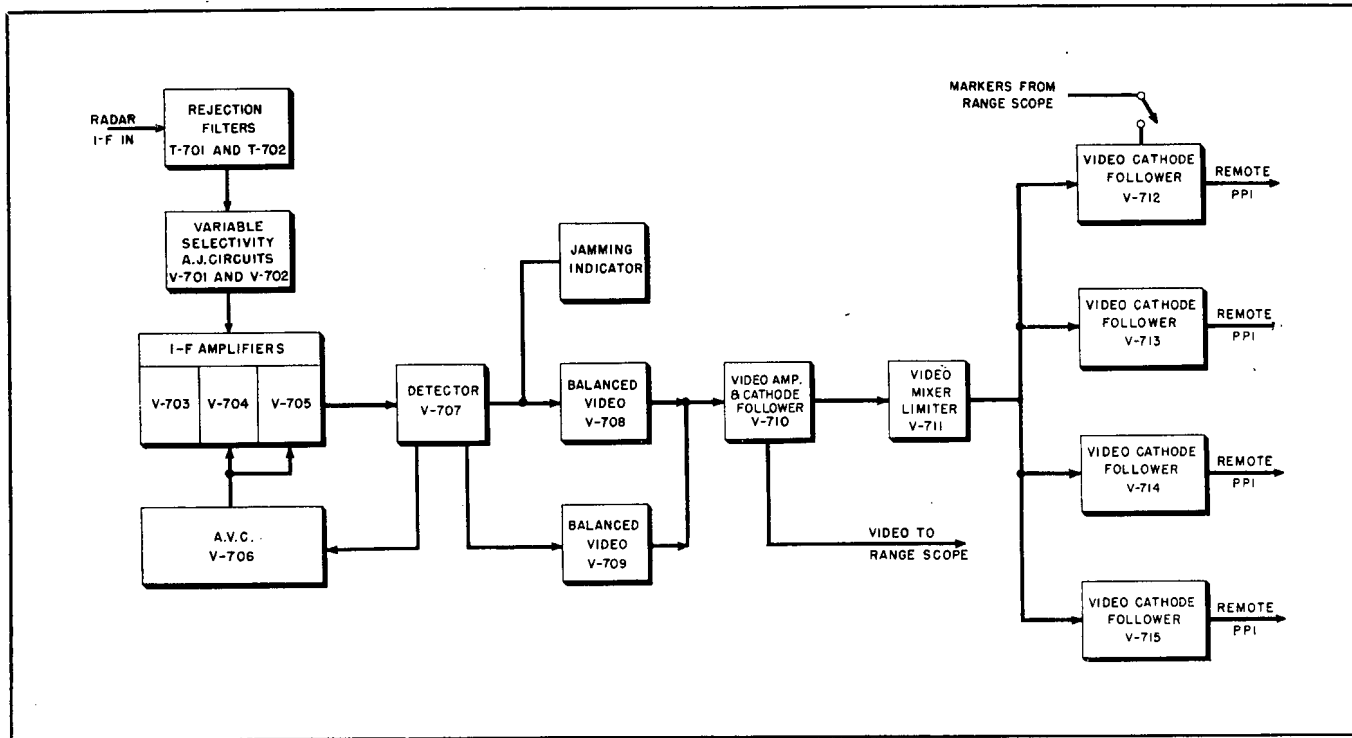 RADAR
I-F IN
REJECTION
FILTERS
T-701 AND T-702
VARIABLE
SELECTIVITY
A.J. CIRCUITS
V-701 AND V-702
I-F AMPLIFIERS
V-703
V-704
V-705
A.V.C.
V-706
DETECTOR
V-707
JAMMING
INDICATOR
BALANCED
VIDEO
V-708
BALANCED
VIDEO
V-709
VIDEO AMP.
& CATHODE
FOLLOWER
V-710
VIDEO TO
RANGE SCOPE
VIDEO
MIXER
LIMITER
V-711
MARKERS FROM
RANGE SCOPE
VIDEO CATHODE
FOLLOWER
V-712
REMOTE
PPI
VIDEO CATHODE
FOLLOWER
V-713
REMOTE
PPI
VIDEO CATHODE
FOLLOWER
V-714
REMOTE
PPI
VIDEO CATHODE
FOLLOWER
V-715
REMOTE
PPI